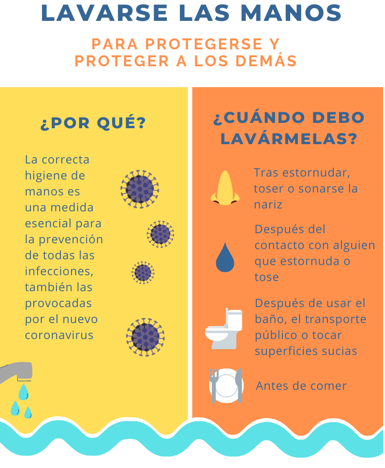 LAVARSE LAS MANOS
PARA PROTEGERSE Y
PROTEGER A LOS DEMÁS
¿POR QUÉ?
La correcta
higiene de
manos es
una medida
esencial para
la prevención
de todas las
infecciones,
también las
provocadas
por el nuevo
coronavirus
¿CUÁNDO DEBO
LAVÁRMELAS?
Tras estornudar,
toser o sonarse la
nariz
Después del
contacto con alguien
que estornuda o
tose
Después de usar el
baño, el transporte
público o tocar
superficies sucias
Antes de comer